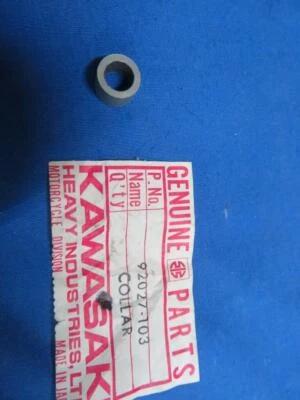 GENUINE PARTS
P. No. 92027-103
Name COLLAR
Q'ty
KAWASAKI
HEAVY INDUSTRIES, LT
MOTORCYCLE DIVISION MADE IN JA